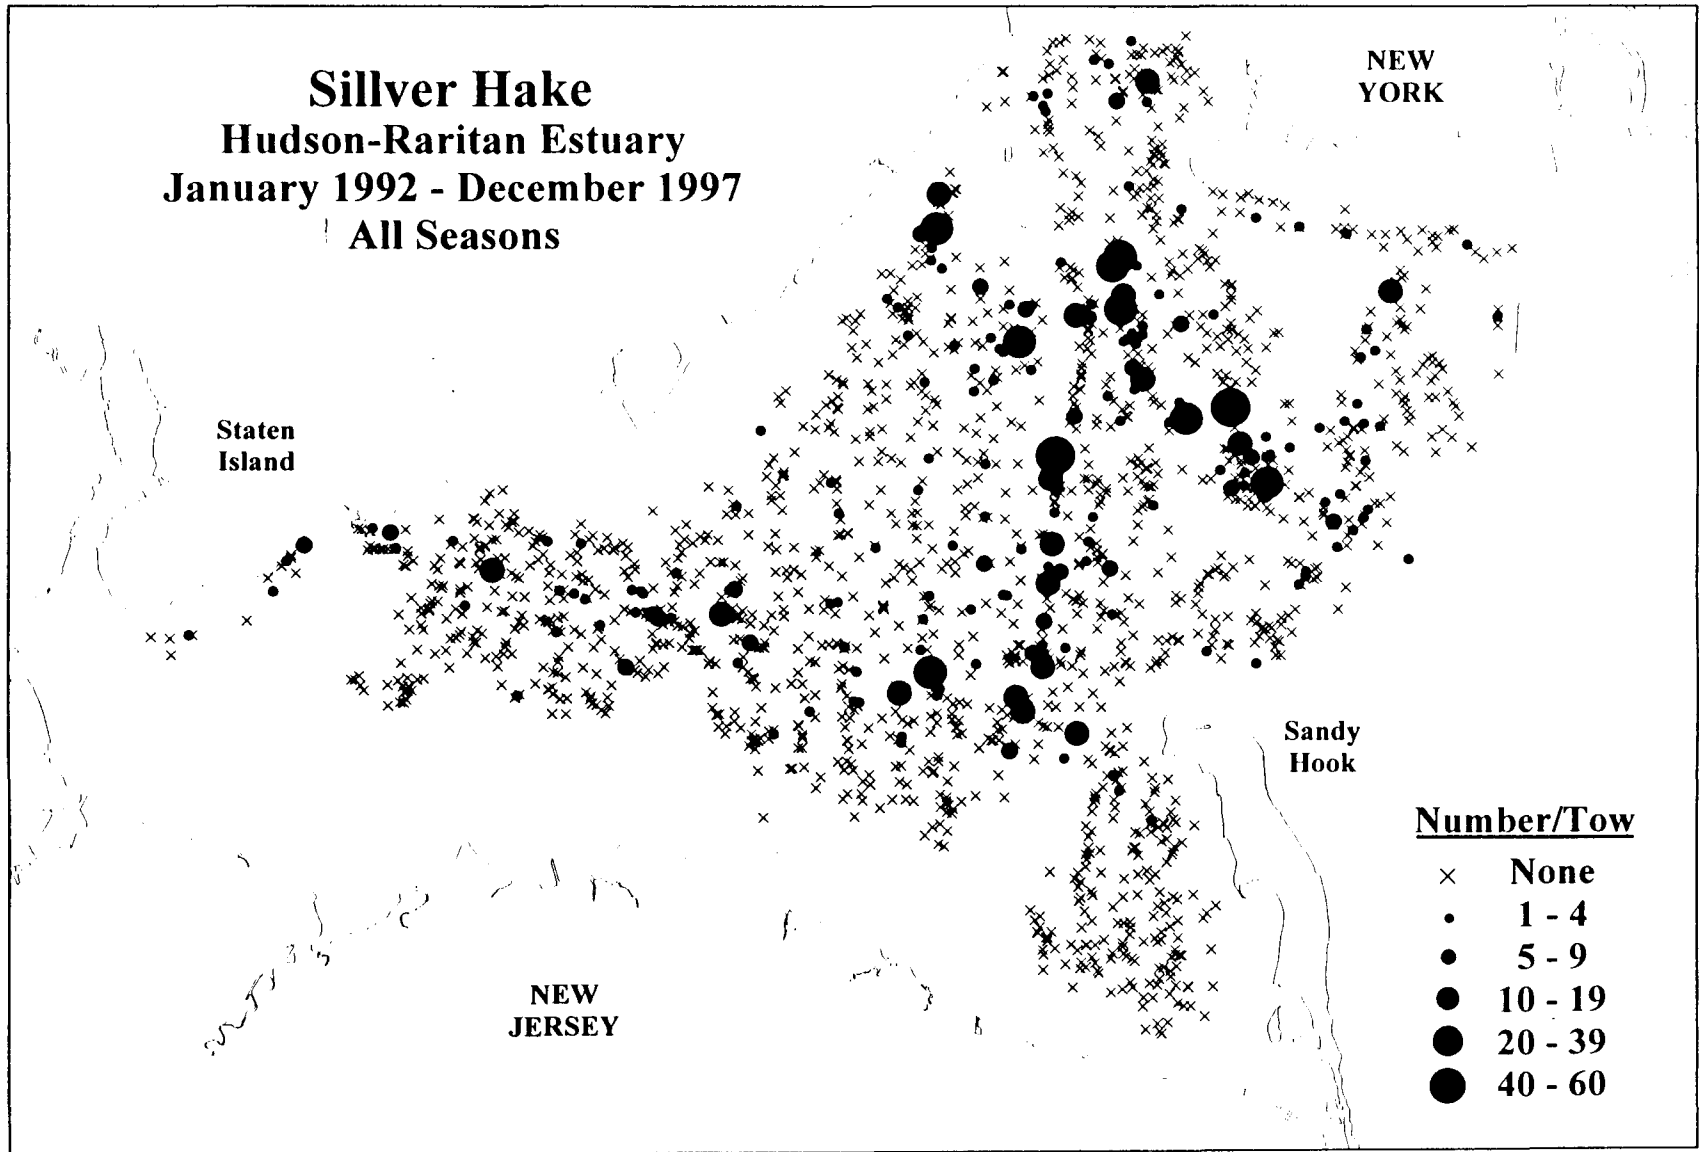 Sillver Hake
Hudson-Raritan Estuary
January 1992 - December 1997
All Seasons
NEW
YORK
Staten
Island
Sandy
Hook
NEW
JERSEY
Number/Tow
× None
1 - 4
5 - 9
10 - 19
20 - 39
40 - 60